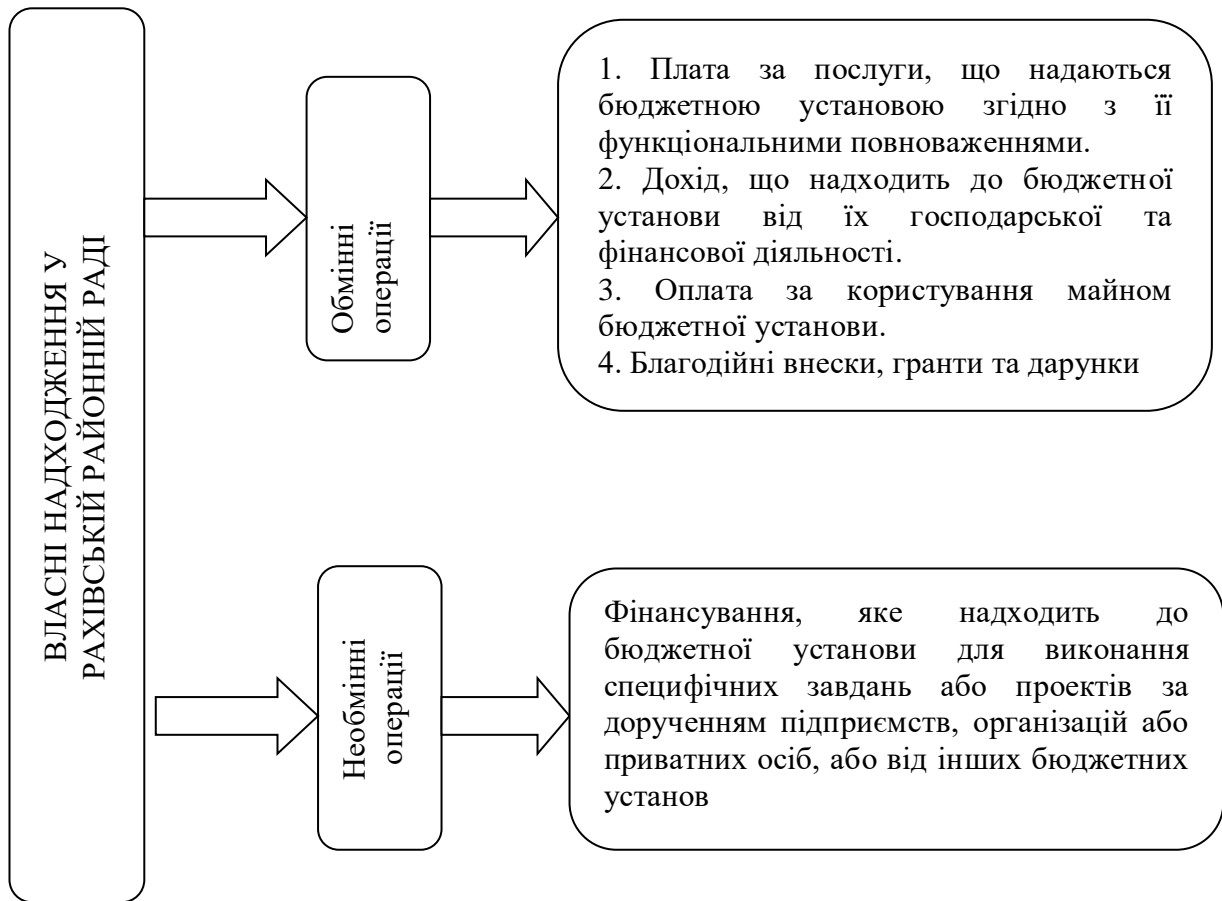 ВЛАСНІ НАДХОДЖЕННЯ У
РАХІВСЬКІЙ РАЙОННІЙ РАДІ
Обмінні
операції
1. Плата за послуги, що надаються
бюджетною установою згідно з її
функціональними повноваженнями.
2. Дохід, що надходить до бюджетної
установи від їх господарської та
фінансової діяльності.
3. Оплата за користування майном
бюджетної установи.
4. Благодійні внески, гранти та дарунки
Необмінні
операції
Фінансування, яке надходить до
бюджетної установи для виконання
специфічних завдань або проектів за
дорученням підприємств, організацій або
приватних осіб, або від інших бюджетних
установ